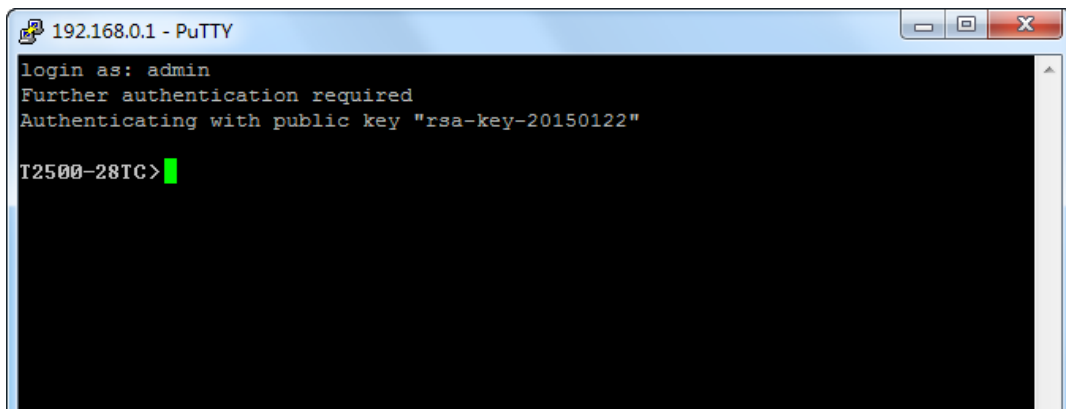 192.168.0.1 - PuTTY
login as: admin
Further authentication required
Authenticating with public key "rsa-key-20150122"
T2500-28TC>